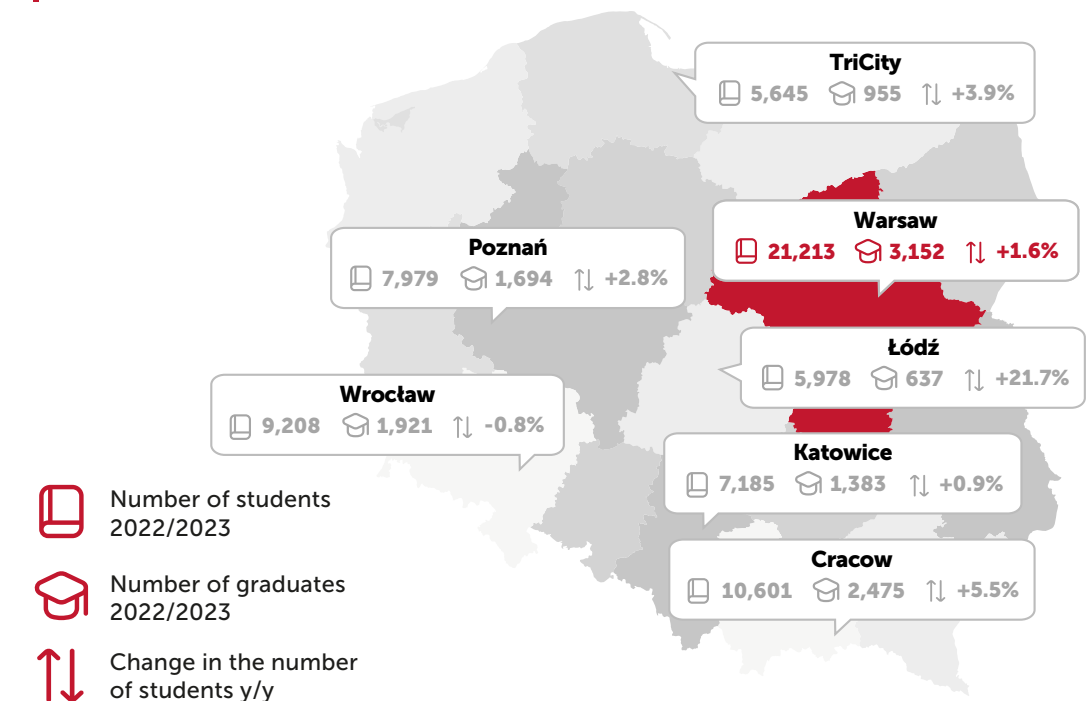 TriCity
5,645 955 +3.9%
Warsaw
21,213 3,152 +1.6%
Poznań
7,979 1,694 +2.8%
Łódź
5,978 637 +21.7%
Wrocław
9,208 1,921 -0.8%
Katowice
7,185 1,383 +0.9%
Cracow
10,601 2,475 +5.5%
Number of students
2022/2023
Number of graduates
2022/2023
Change in the number
of students y/y